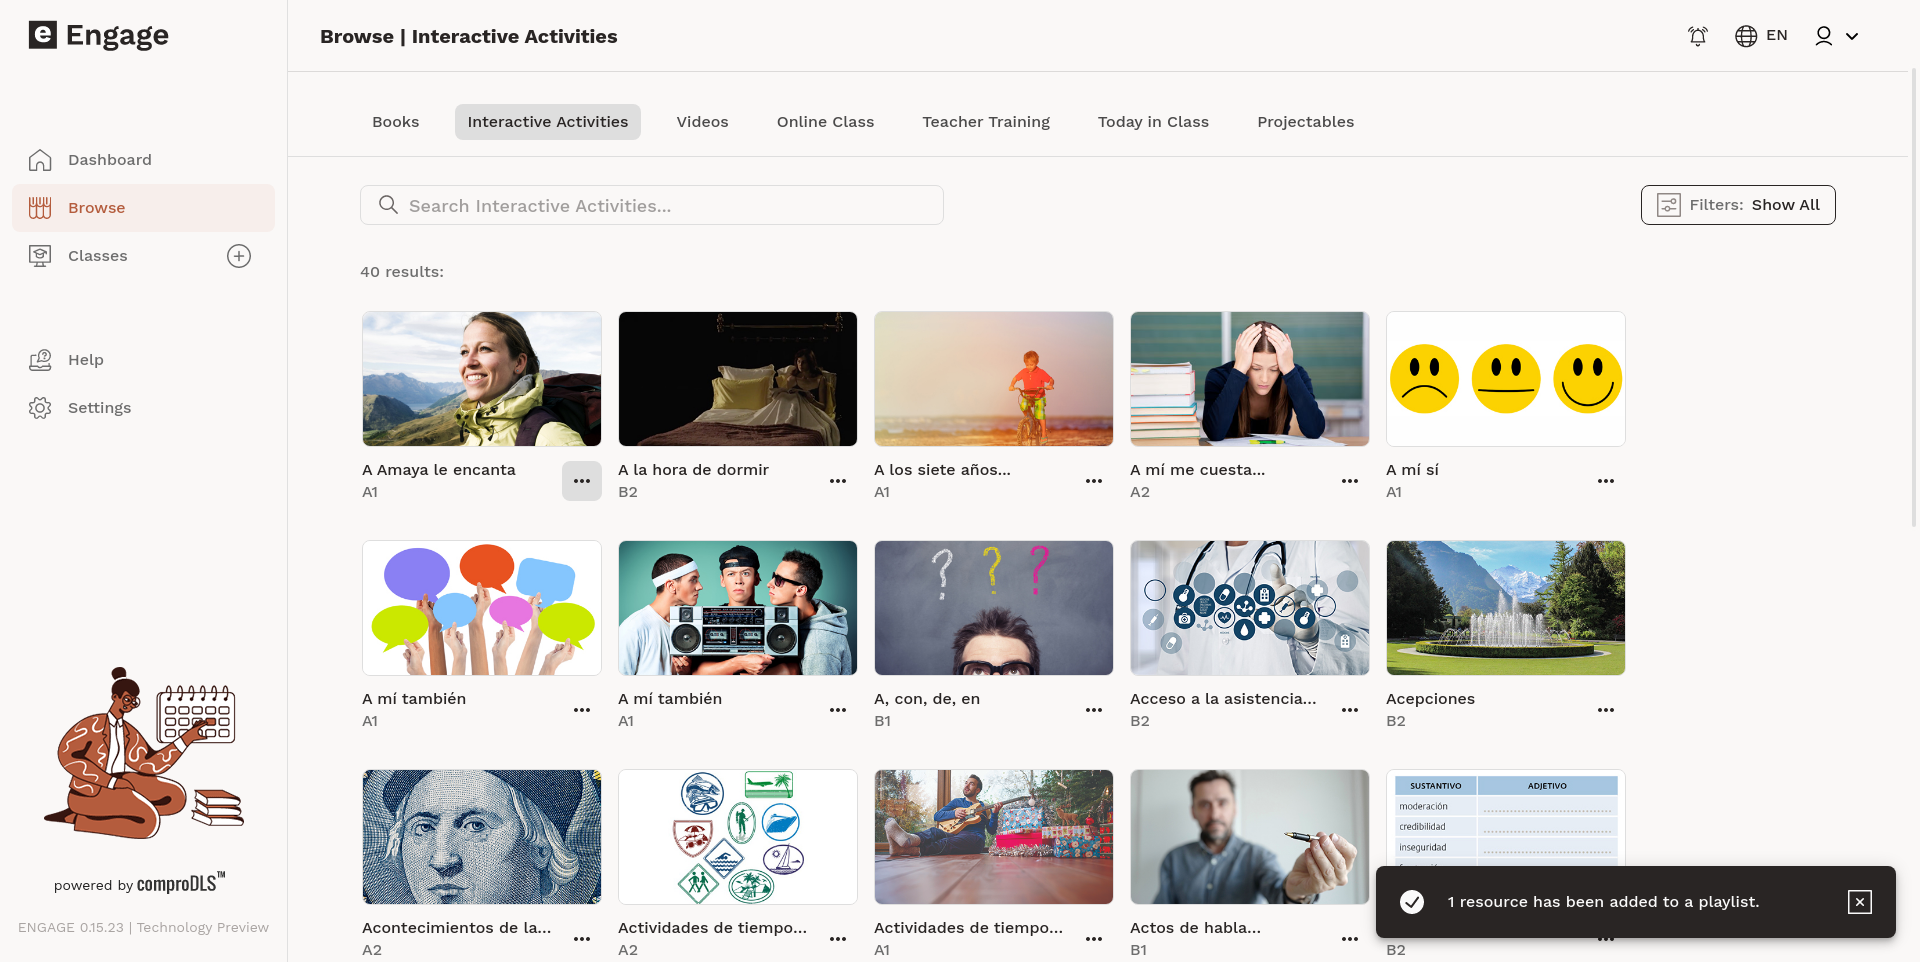 e Engage
Browse | Interactive Activities
EN
Dashboard
Browse
Classes
Help
Settings
powered by comproDLS™
ENGAGE 0.15.23 | Technology Preview
Books
Interactive Activities
Videos
Online Class
Teacher Training
Today in Class
Projectables
Search Interactive Activities...
Filters: Show All
40 results:
A Amaya le encanta
A1
A la hora de dormir
B2
A los siete años...
A1
A mí me cuesta...
A2
A mí sí
A1
? ? ?
A mí también
A1
A mí también
A1
A, con, de, en
B1
Acceso a la asistencia...
B2
Acepciones
B2
SUSTANTIVO ADJETIVO
moderación
credibilidad
inseguridad
Acontecimientos de la...
A2
Actividades de tiempo...
A2
Actividades de tiempo...
A1
Actos de habla...
B1
B2
1 resource has been added to a playlist.